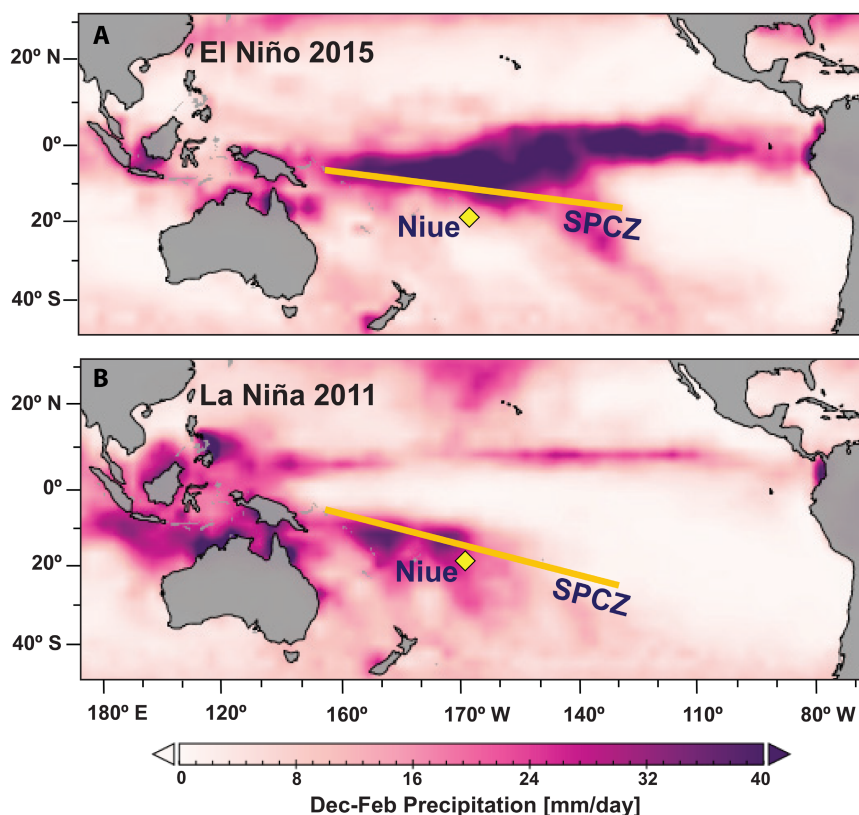 A
El Niño 2015
20º N
0º
20º
40º S
Niue
SPCZ
B
La Niña 2011
20º N
0º
20º
40º S
Niue
SPCZ
180º E 120º 160º 170º W 140º 110º 80º W
0 8 16 24 32 40
Dec-Feb Precipitation [mm/day]